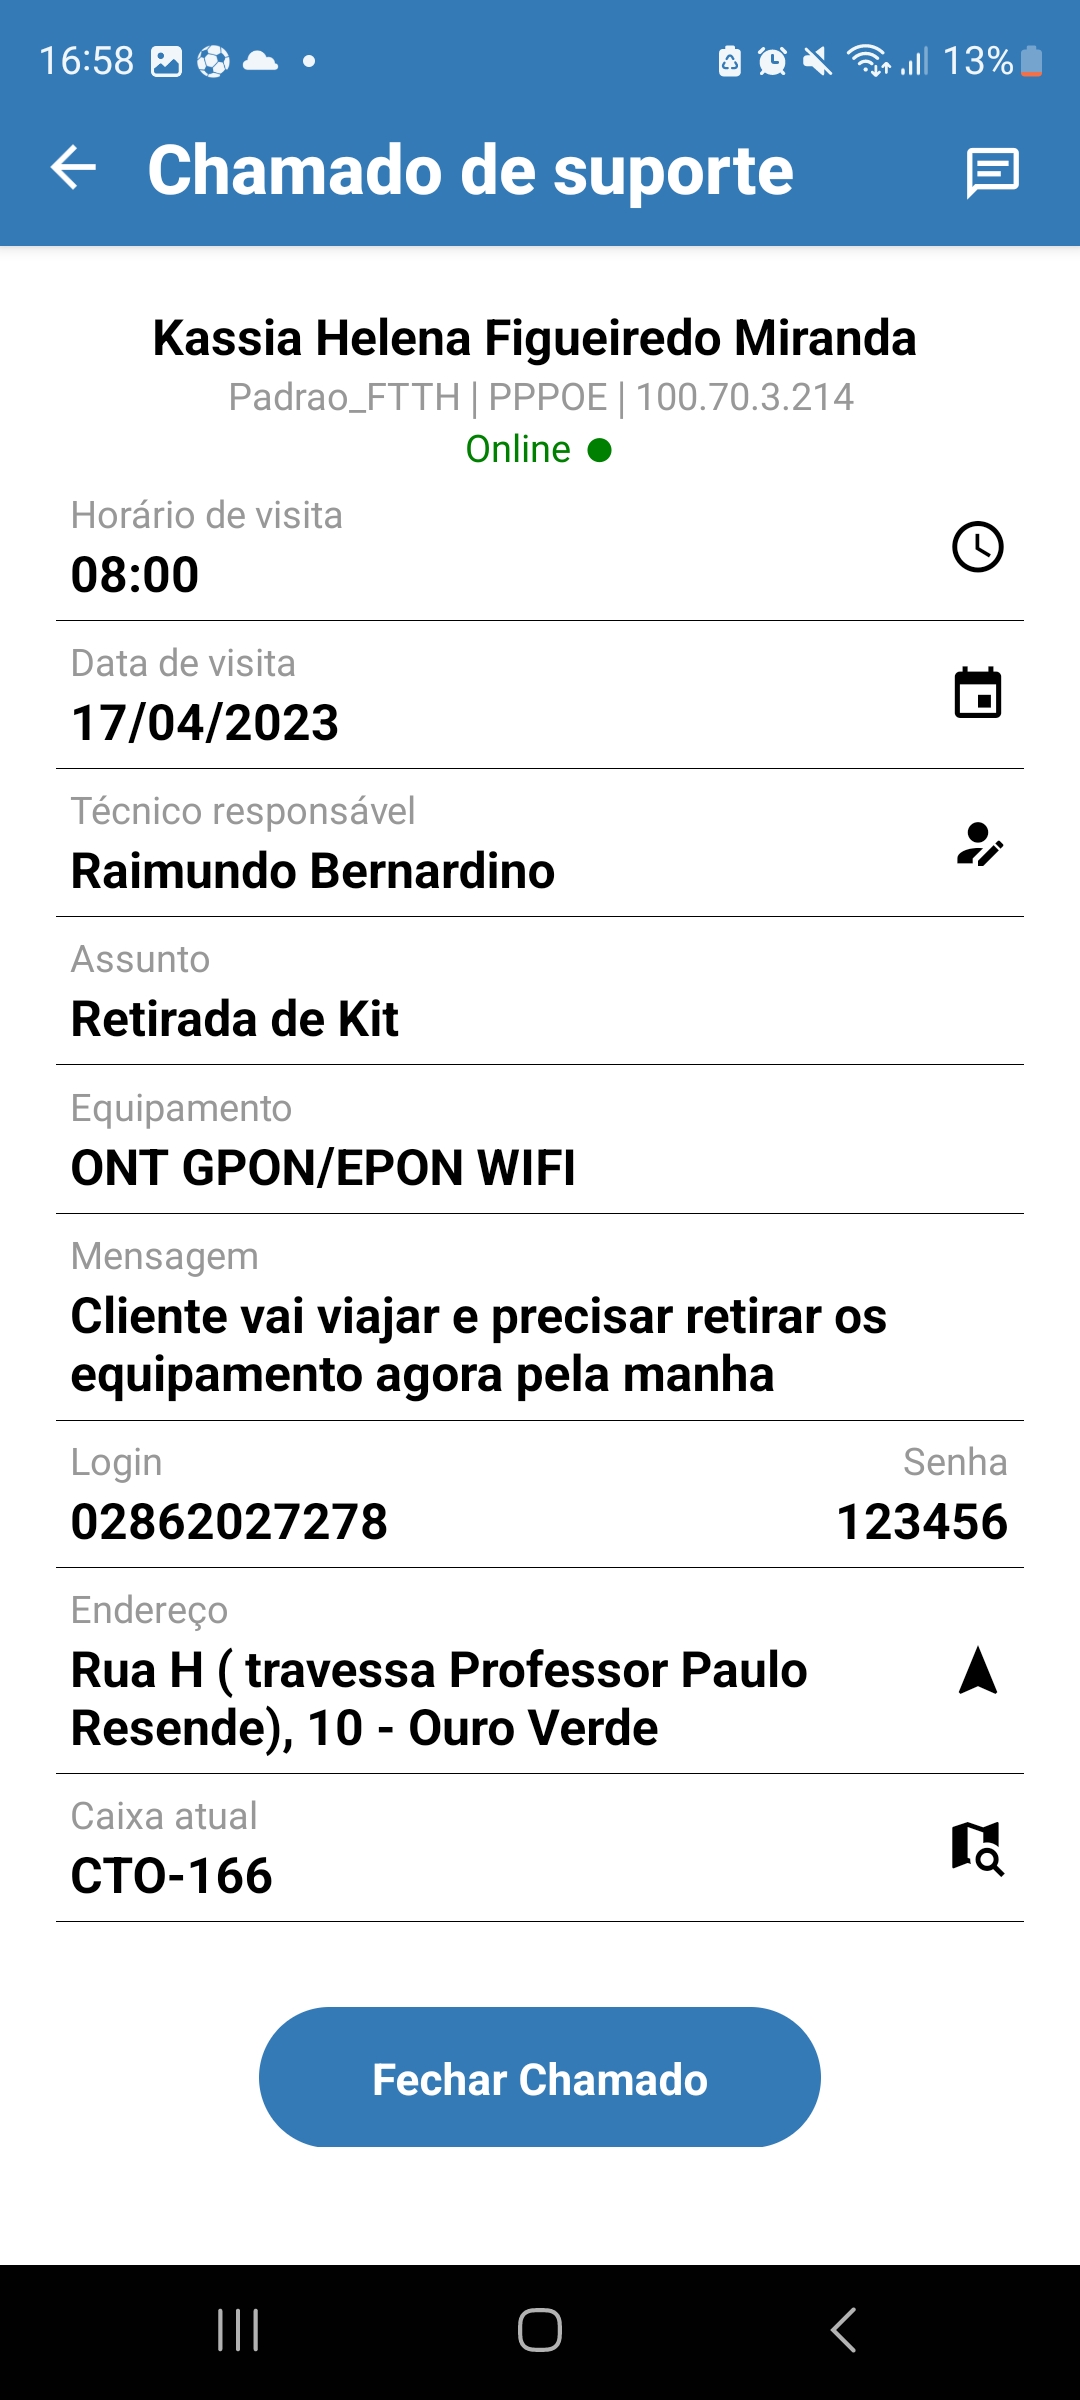 16:58
13%
Chamado de suporte
Kassia Helena Figueiredo Miranda
Padrao_FTTH | PPPOE | 100.70.3.214
Online
Horário de visita
08:00
Data de visita
17/04/2023
Técnico responsável
Raimundo Bernardino
Assunto
Retirada de Kit
Equipamento
ONT GPON/EPON WIFI
Mensagem
Cliente vai viajar e precisar retirar os
equipamento agora pela manha
Login Senha
02862027278 123456
Endereço
Rua H ( travessa Professor Paulo
Resende), 10 - Ouro Verde
Caixa atual
CTO-166
Fechar Chamado